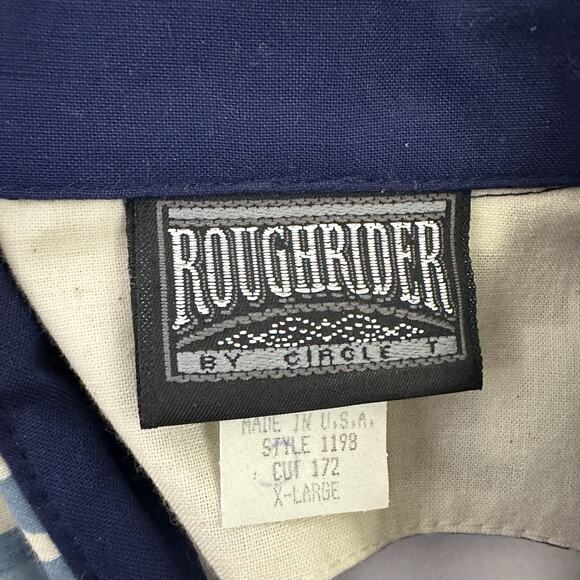 ROUGHRIDER
BY CIRCLE T
MADE IN U.S.A.
STYLE 1198
CUT 172
X-LARGE